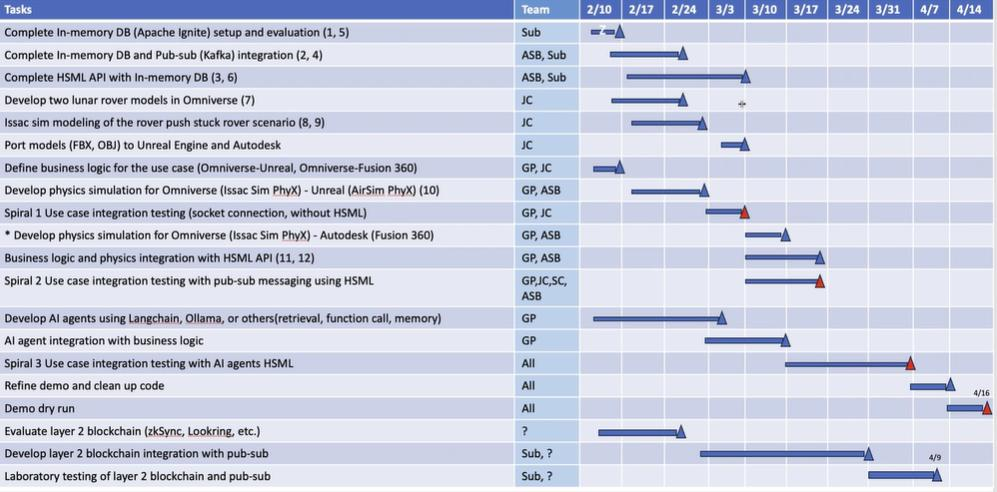 Tasks Team 2/10 2/17 2/24 3/3 3/10 3/17 3/24 3/31 4/7 4/14
Complete In-memory DB (Apache Ignite) setup and evaluation (1, 5) Sub
Complete In-memory DB and Pub-sub (Kafka) integration (2, 4) ASB, Sub
Complete HSML API with In-memory DB (3, 6) ASB, Sub
Develop two lunar rover models in Omniverse (7) JC
Issac sim modeling of the rover push stuck rover scenario (8, 9) JC
Port models (FBX, OBJ) to Unreal Engine and Autodesk JC
Define business logic for the use case (Omniverse-Unreal, Omniverse-Fusion 360) GP, JC
Develop physics simulation for Omniverse (Issac Sim PhyX) - Unreal (AirSim PhyX) (10) GP, ASB
Spiral 1 Use case integration testing (socket connection, without HSML) GP, JC
* Develop physics simulation for Omniverse (Issac Sim PhyX) - Autodesk (Fusion 360) GP, ASB
Business logic and physics integration with HSML API (11, 12) GP, ASB
Spiral 2 Use case integration testing with pub-sub messaging using HSML GP,JC,SC,
ASB
Develop AI agents using Langchain, Ollama, or others(retrieval, function call, memory) GP
AI agent integration with business logic GP
Spiral 3 Use case integration testing with AI agents HSML All
Refine demo and clean up code All
4/16
Demo dry run All
Evaluate layer 2 blockchain (zkSync, Lookring, etc.) ?
Develop layer 2 blockchain integration with pub-sub Sub, ?
4/9
Laboratory testing of layer 2 blockchain and pub-sub Sub, ?